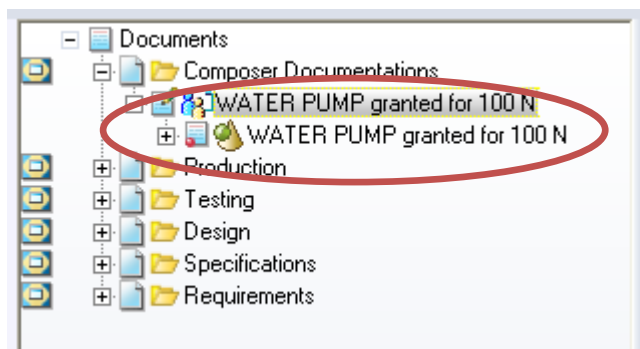 Documents
Composer Documentations
WATER PUMP granted for 100 N
WATER PUMP granted for 100 N
Production
Testing
Design
Specifications
Requirements